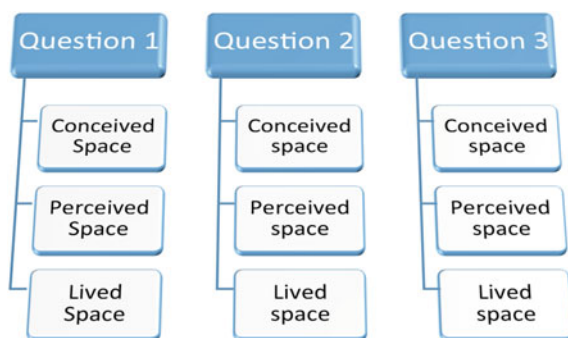 Question 1
Conceived
Space
Perceived
Space
Lived
Space
Question 2
Conceived
space
Perceived
space
Lived
space
Question 3
Conceived
space
Perceived
space
Lived
space